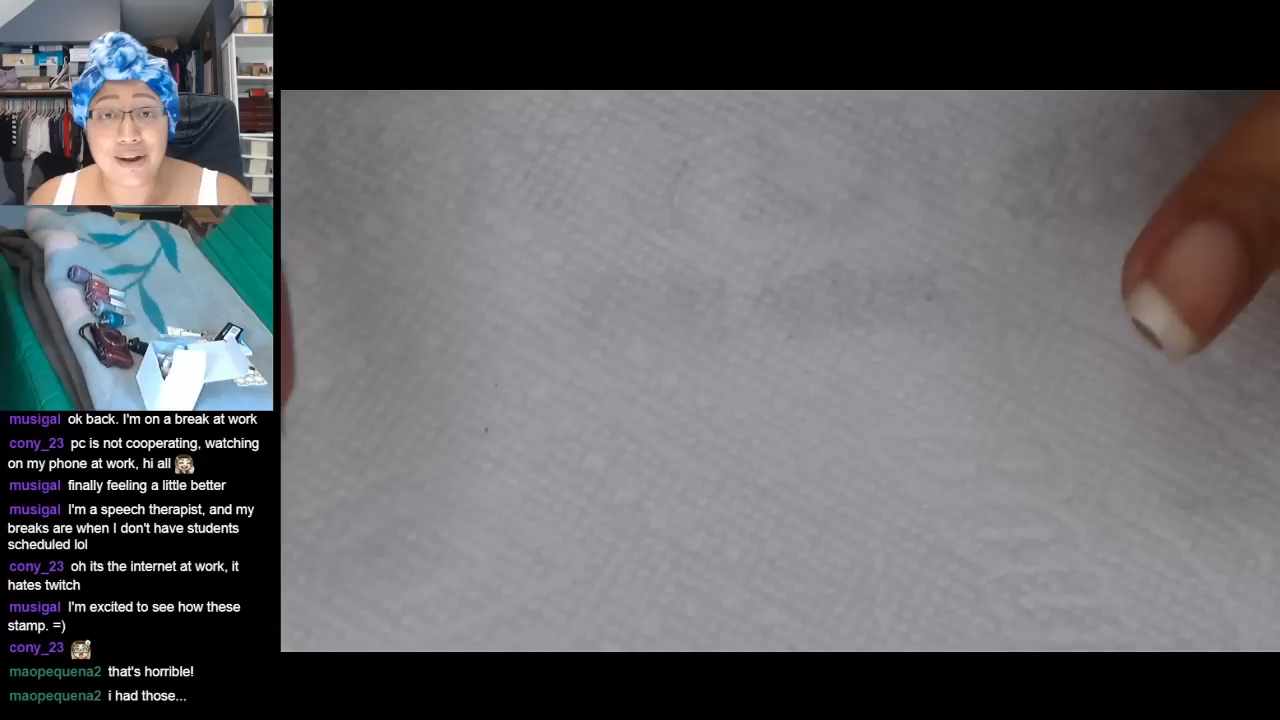 musigal ok back. I'm on a break at work
cony_23 pc is not cooperating, watching
on my phone at work, hi all
musigal finally feeling a little better
musigal I'm a speech therapist, and my
breaks are when I don't have students
scheduled lol
cony_23 oh its the internet at work, it
hates twitch
musigal I'm excited to see how these
stamp. =)
cony_23
maopequena2 that's horrible!
maopequena2 i had those...